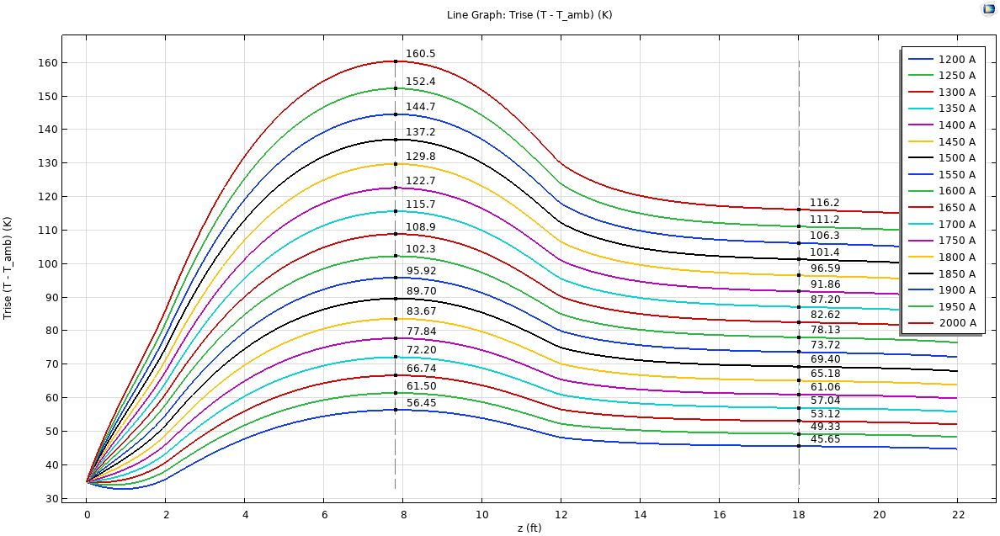 Line Graph: Trise (T - T_amb) (K)
Trise (T - T_amb) (K)
160
150
140
130
120
110
100
90
80
70
60
50
40
30
160.5
152.4
144.7
137.2
129.8
122.7
115.7
108.9
102.3
95.92
89.70
83.67
77.84
72.20
66.74
61.50
56.45
116.2
111.2
106.3
101.4
96.59
91.86
87.20
82.62
78.13
73.72
69.40
65.18
61.06
57.04
53.12
49.33
45.65
1200 A
1250 A
1300 A
1350 A
1400 A
1450 A
1500 A
1550 A
1600 A
1650 A
1700 A
1750 A
1800 A
1850 A
1900 A
1950 A
2000 A
0 2 4 6 8 10 12 14 16 18 20 22
z (ft)